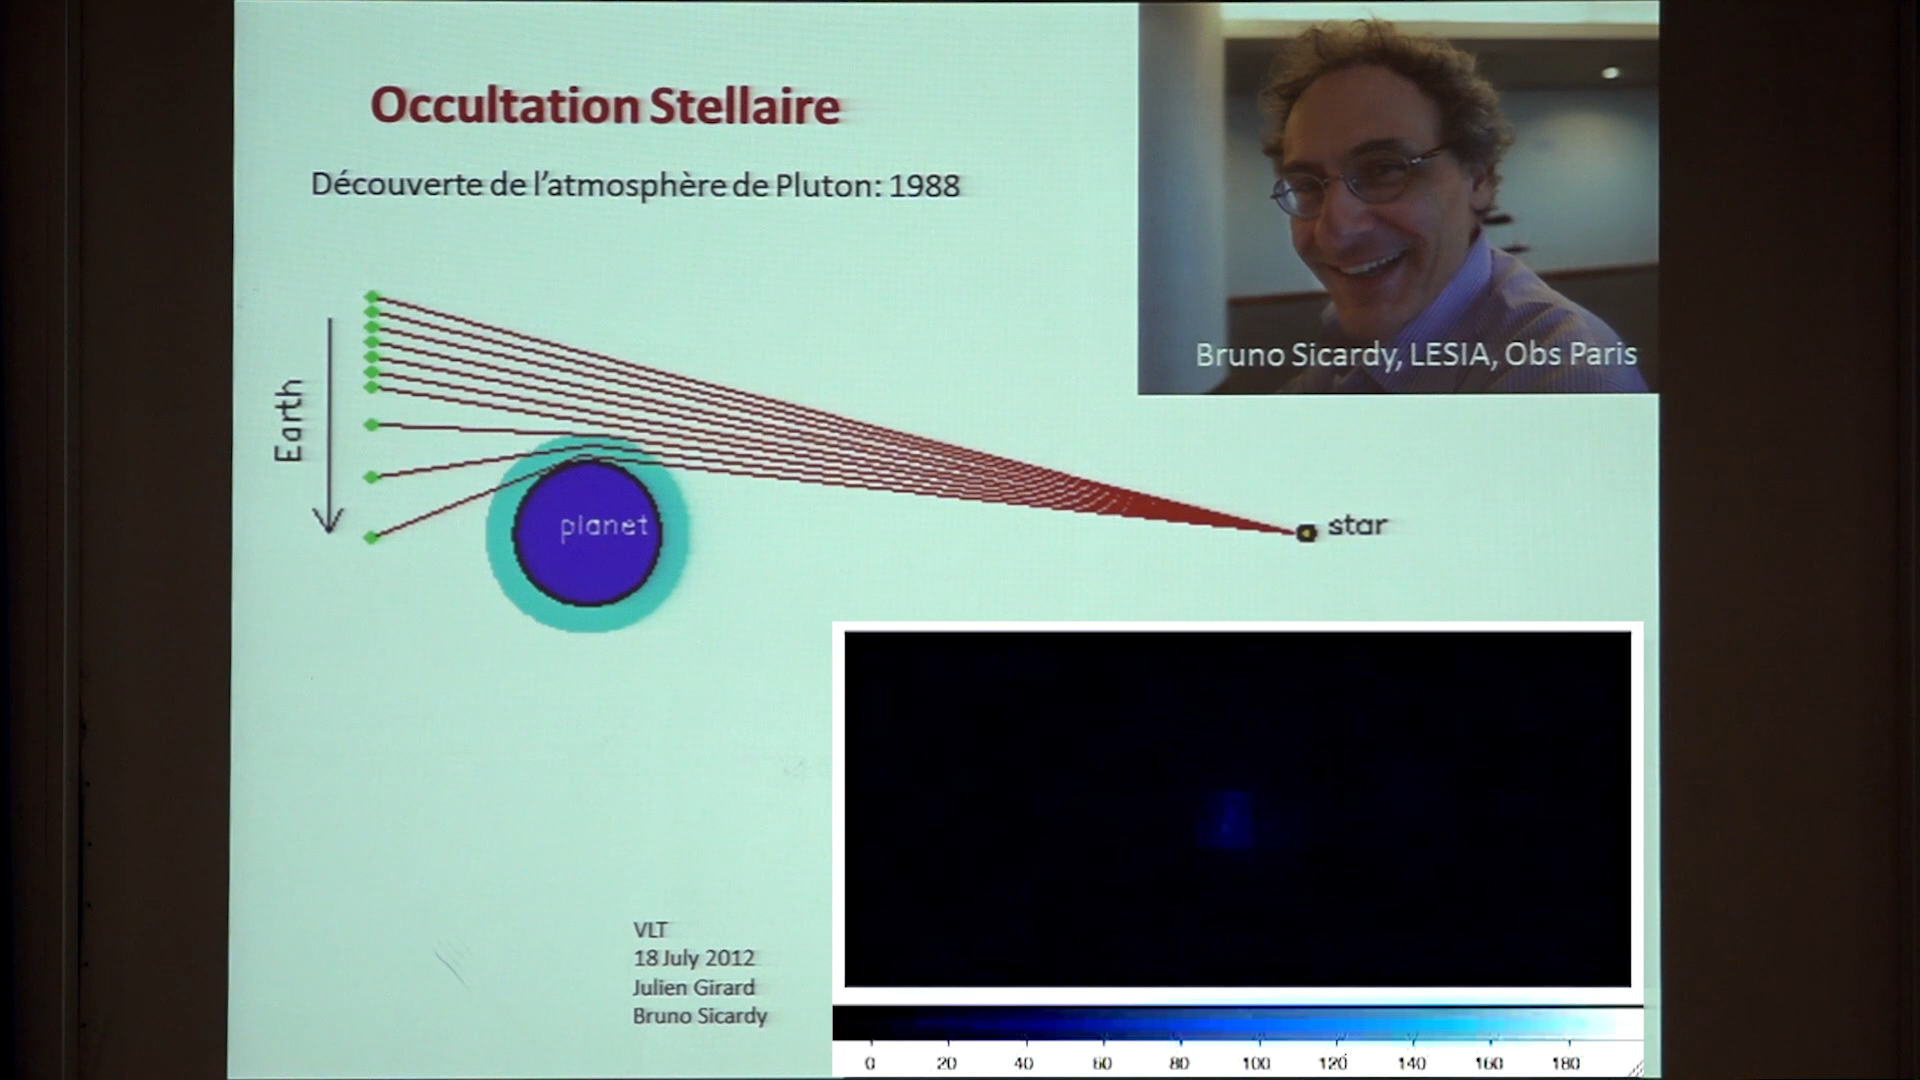 Occultation Stellaire
Découverte de l'atmosphère de Pluton: 1988
Bruno Sicardy, LESIA, Obs Paris
Earth
planet
star
VLT
18 July 2012
Julien Girard
Bruno Sicardy
0 20 40 60 80 100 120 140 160 180